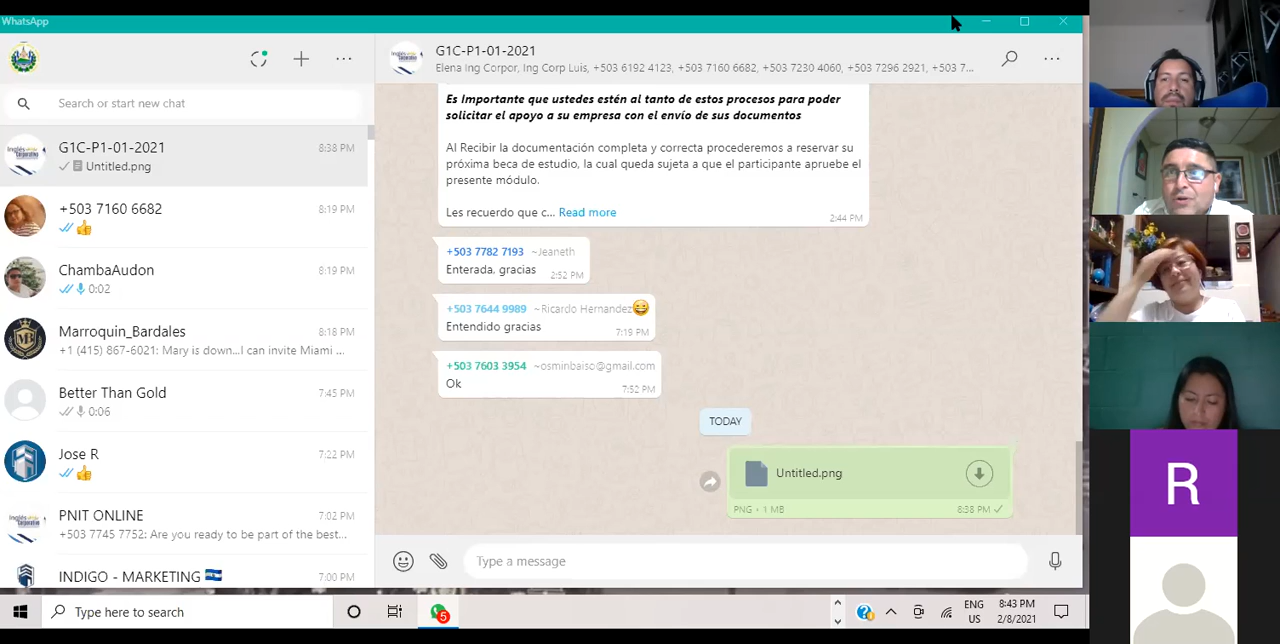 WhatsApp
Search or start new chat
G1C-P1-01-2021
8:38 PM
Untitled.png
+503 7160 6682
8:19 PM
ChambaAudon
8:19 PM
0:02
Marroquin_Bardales
8:18 PM
+1 (415) 867-6021: Mary is down...I can invite Miami ...
Better Than Gold
7:45 PM
0:06
Jose R
7:22 PM
PNIT ONLINE
7:02 PM
+503 7745 7752: Are you ready to be part of the best...
INDIGO - MARKETING
7:00 PM
G1C-P1-01-2021
Elena Ing Corpor, Ing Corp Luis, +503 6192 4123, +503 7160 6682, +503 7230 4060, +503 7296 2921, +503 7...
Es Importante que ustedes estén al tanto de estos procesos para poder
solicitar el apoyo a su empresa con el envío de sus documentos
Al Recibir la documentación completa y correcta procederemos a reservar su
próxima beca de estudio, la cual queda sujeta a que el participante apruebe el
presente módulo.
Les recuerdo que c... Read more
2:44 PM
+503 7782 7193 ~Jeaneth
Enterada, gracias
2:52 PM
+503 7644 9989 ~Ricardo Hernandez
Entendido gracias
7:19 PM
+503 7603 3954 ~osminbaiso@gmail.com
Ok
7:52 PM
TODAY
Untitled.png
PNG • 1 MB
8:38 PM
Type a message
R
Type here to search
5
ENG
US
8:43 PM
2/8/2021